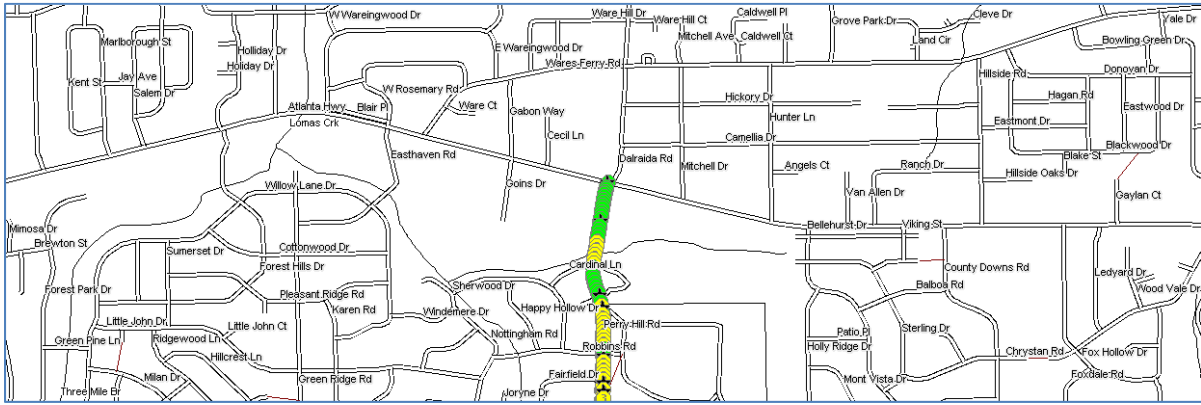 W Wareingwood Dr
Ware Hill Dr
Ware Hill Ct
Caldwell Pl
Cleve Dr
Grove Park Dr
Yale Dr
Marlborough St
Holliday Dr
E Wareingwood Dr
Mitchell Ave
Caldwell Ct
Land Cir
Bowling Green Dr
Holiday Dr
Wares Ferry Rd
Kent St
Jay Ave
Salem Dr
Hillside Rd
Donovan Dr
W Rosemary Rd
Hickory Dr
Hagan Rd
Atlanta Hwy
Blair Pl
Ware Ct
Gabon Way
Eastwood Dr
Lomas Crk
Hunter Ln
Eastmont Dr
Cecil Ln
Camellia Dr
Blackwood Dr
Easthaven Rd
Dalraida Rd
Mitchell Dr
Angels Ct
Ranch Dr
Blake St
Hillside Oaks Dr
Willow Lane Dr
Goins Dr
Van Allen Dr
Gaylan Ct
Mimosa Dr
Bellehurst Dr
Viking St
Brewton St
Sumerset Dr
Cottonwood Dr
Forest Hills Dr
Cardinal Ln
County Downs Rd
Ledyard Dr
Forest Park Dr
Pleasant Ridge Rd
Sherwood Dr
Balboa Rd
Wood Vale Dr
Karen Rd
Windemere Dr
Happy Hollow Dr
Little John Dr
Little John Ct
Perry Hill Rd
Green Pine Ln
Ridgewood Ln
Nottingham Rd
Patio Pl
Sterling Dr
Hillcrest Ln
Robbins Rd
Holly Ridge Dr
Chrystan Rd
Fox Hollow Dr
Milan Dr
Green Ridge Rd
Fairfield Dr
Mont Vista Dr
Foxdale Rd
Three Mile Br
Joryne Dr
3